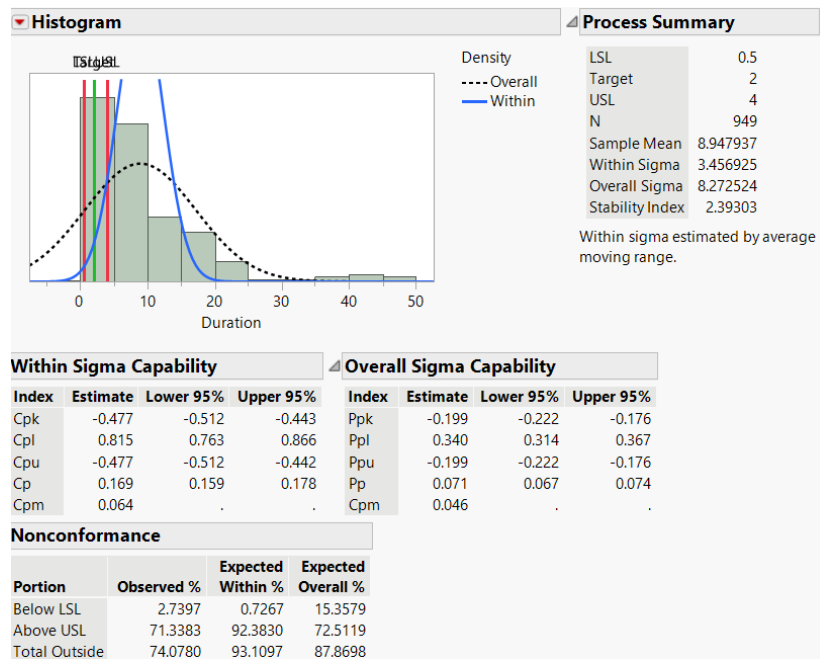 Histogram
Density
Overall
Within
0 10 20 30 40 50
Duration
Process Summary
LSL 0.5
Target 2
USL 4
N 949
Sample Mean 8.947937
Within Sigma 3.456925
Overall Sigma 8.272524
Stability Index 2.39303
Within sigma estimated by average
moving range.
Within Sigma Capability
Index Estimate Lower 95% Upper 95%
Cpk -0.477 -0.512 -0.443
Cpl 0.815 0.763 0.866
Cpu -0.477 -0.512 -0.442
Cp 0.169 0.159 0.178
Cpm 0.064 . .
Overall Sigma Capability
Index Estimate Lower 95% Upper 95%
Ppk -0.199 -0.222 -0.176
Ppl 0.340 0.314 0.367
Ppu -0.199 -0.222 -0.176
Pp 0.071 0.067 0.074
Cpm 0.046 . .
Nonconformance
Expected Expected
Portion Observed % Within % Overall %
Below LSL 2.7397 0.7267 15.3579
Above USL 71.3383 92.3830 72.5119
Total Outside 74.0780 93.1097 87.8698